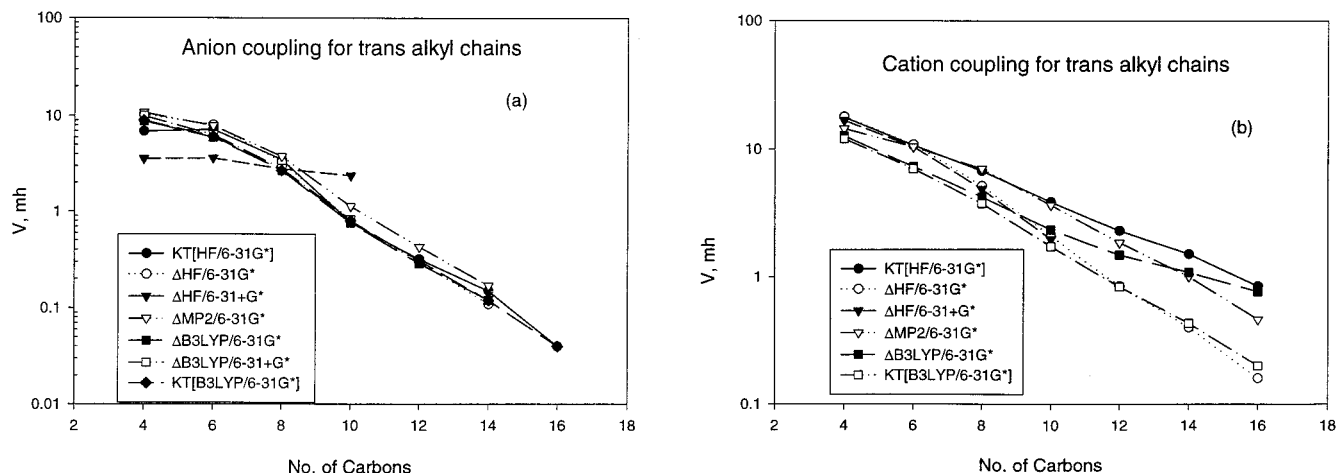 Anion coupling for trans alkyl chains
(a)
V, mh
100
10
1
0.1
0.01
KT[HF/6-31G*]
ΔHF/6-31G*
ΔHF/6-31+G*
ΔMP2/6-31G*
ΔB3LYP/6-31G*
ΔB3LYP/6-31+G*
KT[B3LYP/6-31G*]
2 4 6 8 10 12 14 16 18
No. of Carbons
Cation coupling for trans alkyl chains
(b)
V, mh
100
10
1
0.1
KT[HF/6-31G*]
ΔHF/6-31G*
ΔHF/6-31+G*
ΔMP2/6-31G*
ΔB3LYP/6-31G*
KT[B3LYP/6-31G*]
2 4 6 8 10 12 14 16 18
No. of Carbons